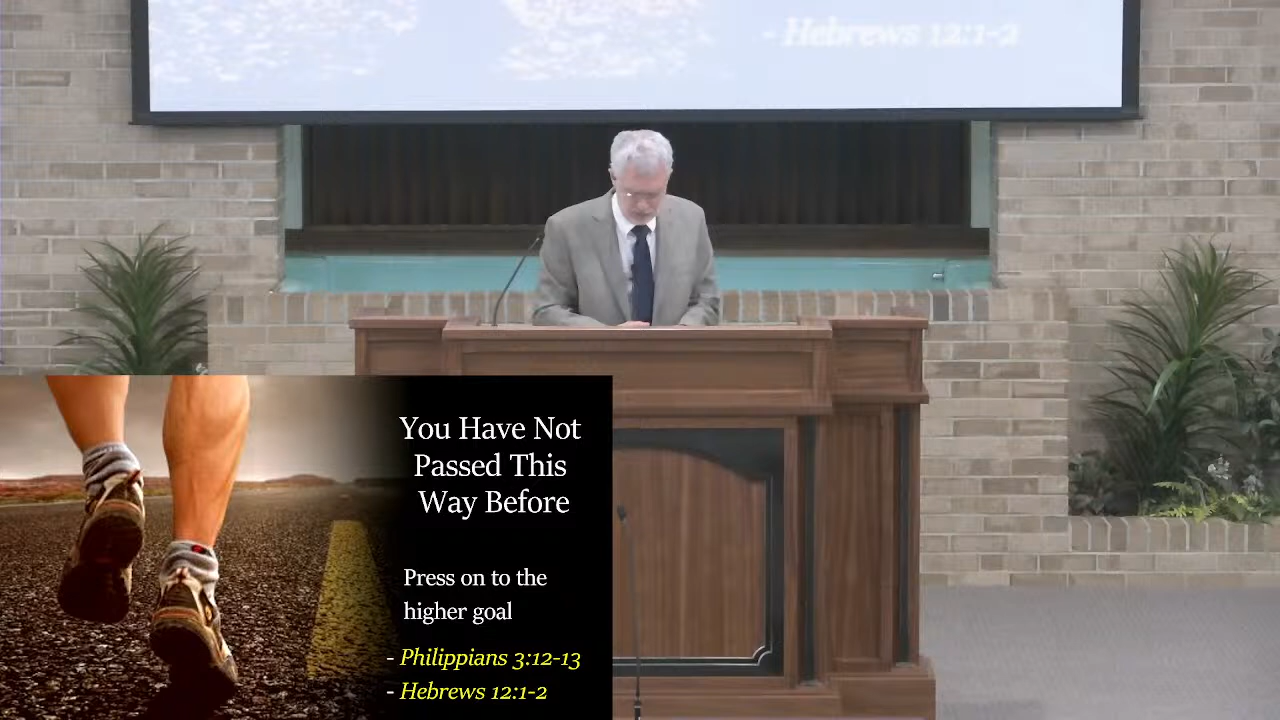 - Hebrews 12:1-2
You Have Not
Passed This
Way Before
Press on to the
higher goal
- Philippians 3:12-13
- Hebrews 12:1-2